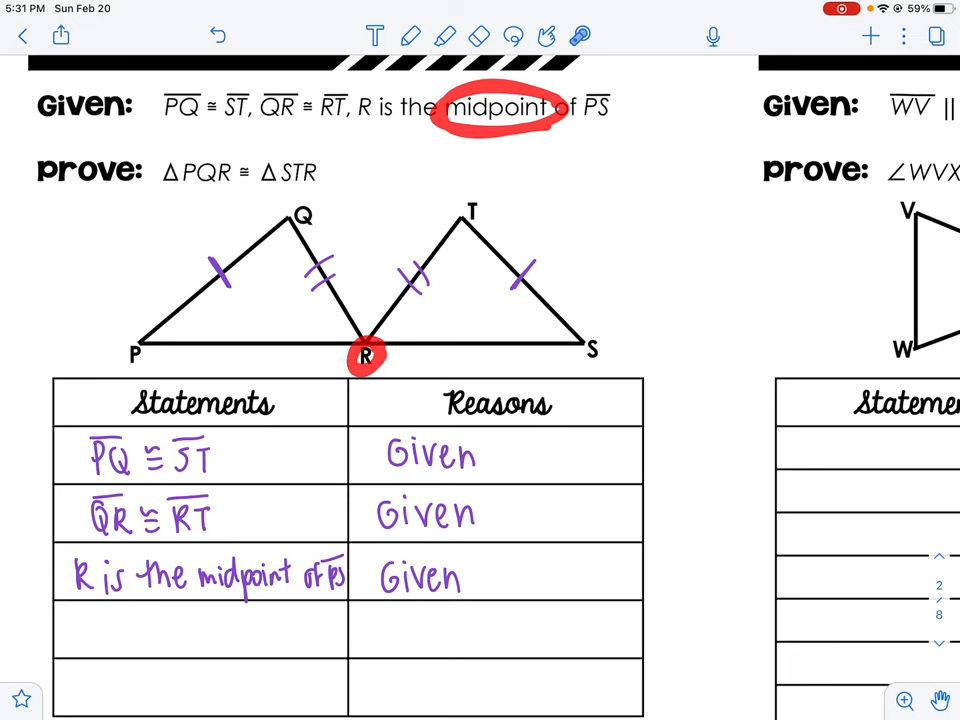 5:31 PM Sun Feb 20
59%
Given: PQ ≅ ST, QR ≅ RT, R is the midpoint of PS
Given: WV ||
Prove: ΔPQR ≅ ΔSTR
Prove: ∠WVX
Q
T
P
R
S
V
W
Statements Reasons
PQ ≅ ST Given
QR ≅ RT Given
R is the midpoint of PS Given
Statemen
2
/
8